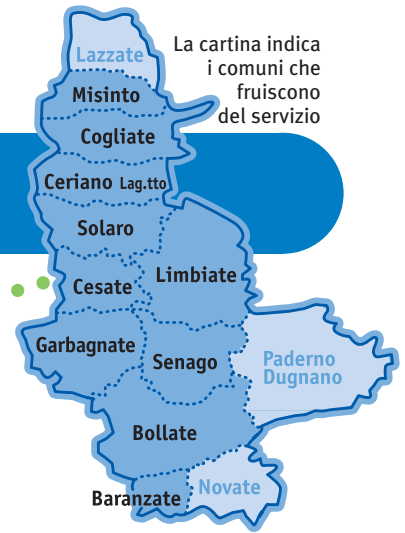 La cartina indica
i comuni che
fruiscono
del servizio
Lazzate
Misinto
Cogliate
Ceriano Lag.tto
Solaro
Limbiate
Cesate
Garbagnate
Senago
Paderno
Dugnano
Bollate
Baranzate
Novate